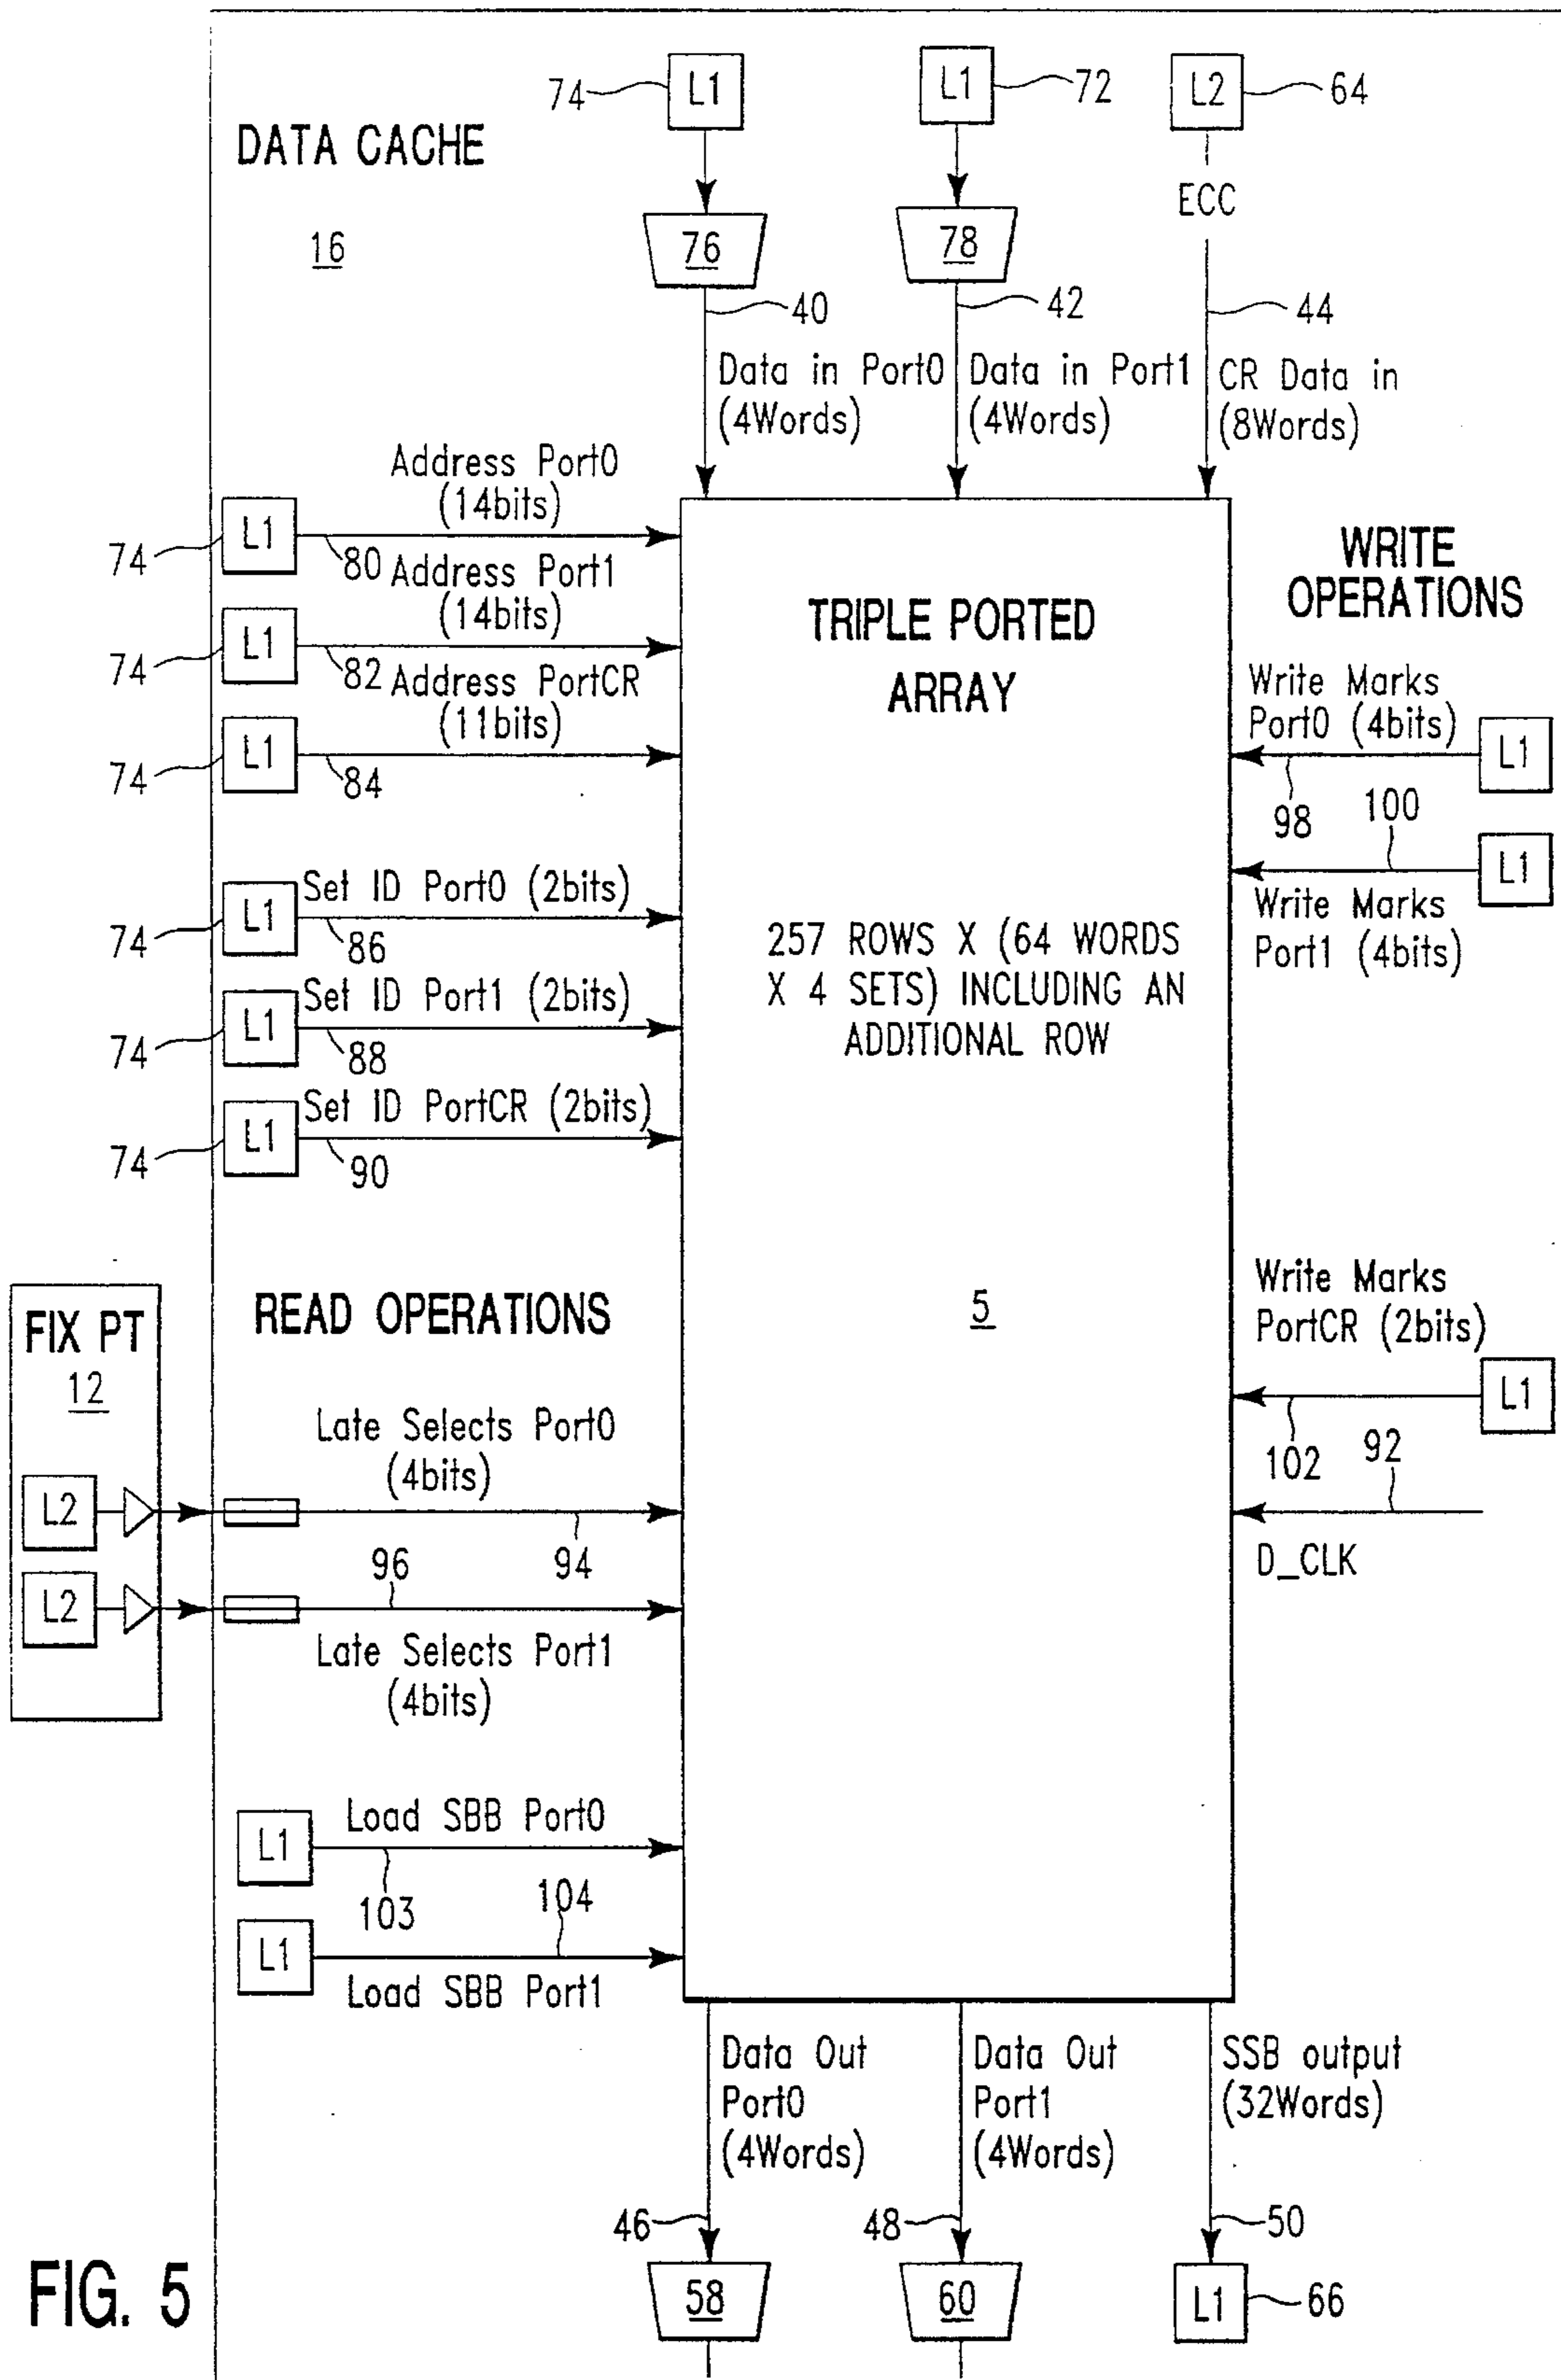 74 L1 L1 72 L2 64
DATA CACHE
ECC
16
76 78
40 42 44
Data in Port0
(4Words)
Data in Port1
(4Words)
CR Data in
(8Words)
Address Port0
(14bits)
74 L1 80
Address Port1
(14bits)
74 L1 82
Address PortCR
(11bits)
74 L1 84
Set ID Port0 (2bits)
74 L1 86
Set ID Port1 (2bits)
74 L1 88
Set ID PortCR (2bits)
74 L1 90
TRIPLE PORTED
ARRAY
257 ROWS X (64 WORDS
X 4 SETS) INCLUDING AN
ADDITIONAL ROW
5
WRITE
OPERATIONS
Write Marks
Port0 (4bits)
L1
98 100
L1
Write Marks
Port1 (4bits)
Write Marks
PortCR (2bits)
L1
102 92
D_CLK
FIX PT
12
L2
L2
READ OPERATIONS
Late Selects Port0
(4bits)
94
96
Late Selects Port1
(4bits)
Load SBB Port0
L1
103 104
L1
Load SBB Port1
Data Out
Port0
(4Words)
Data Out
Port1
(4Words)
SSB output
(32Words)
46 48 50
58 60 L1 66
FIG. 5